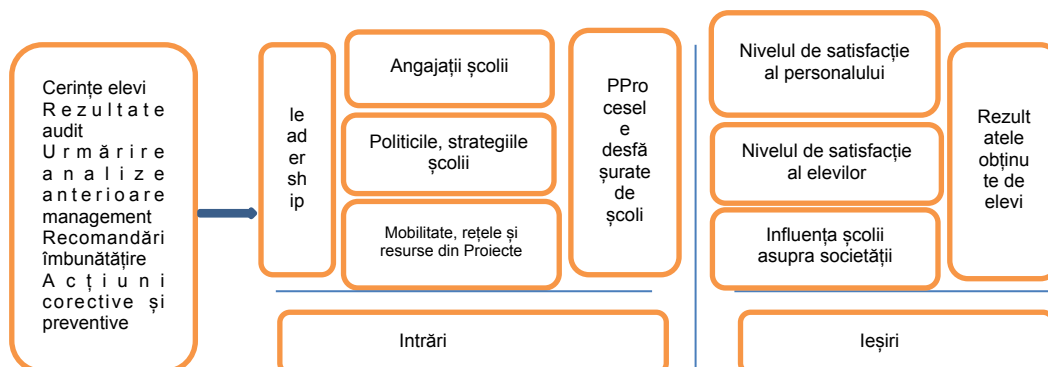 Cerințe elevi
Rezultate
audit
Urmărire
analize
anterioare
management
Recomandări
îmbunătățire
Acțiuni
corective și
preventive
le
ad
er
sh
ip
Angajații școlii
Politicile, strategiile
școlii
Mobilitate, rețele și
resurse din Proiecte
PPro
cesel
e
desfă
șurate
de
școli
Nivelul de satisfacție
al personalului
Nivelul de satisfacție
al elevilor
Influența școlii
asupra societății
Rezult
atele
obținu
te de
elevi
Intrări
Ieșiri